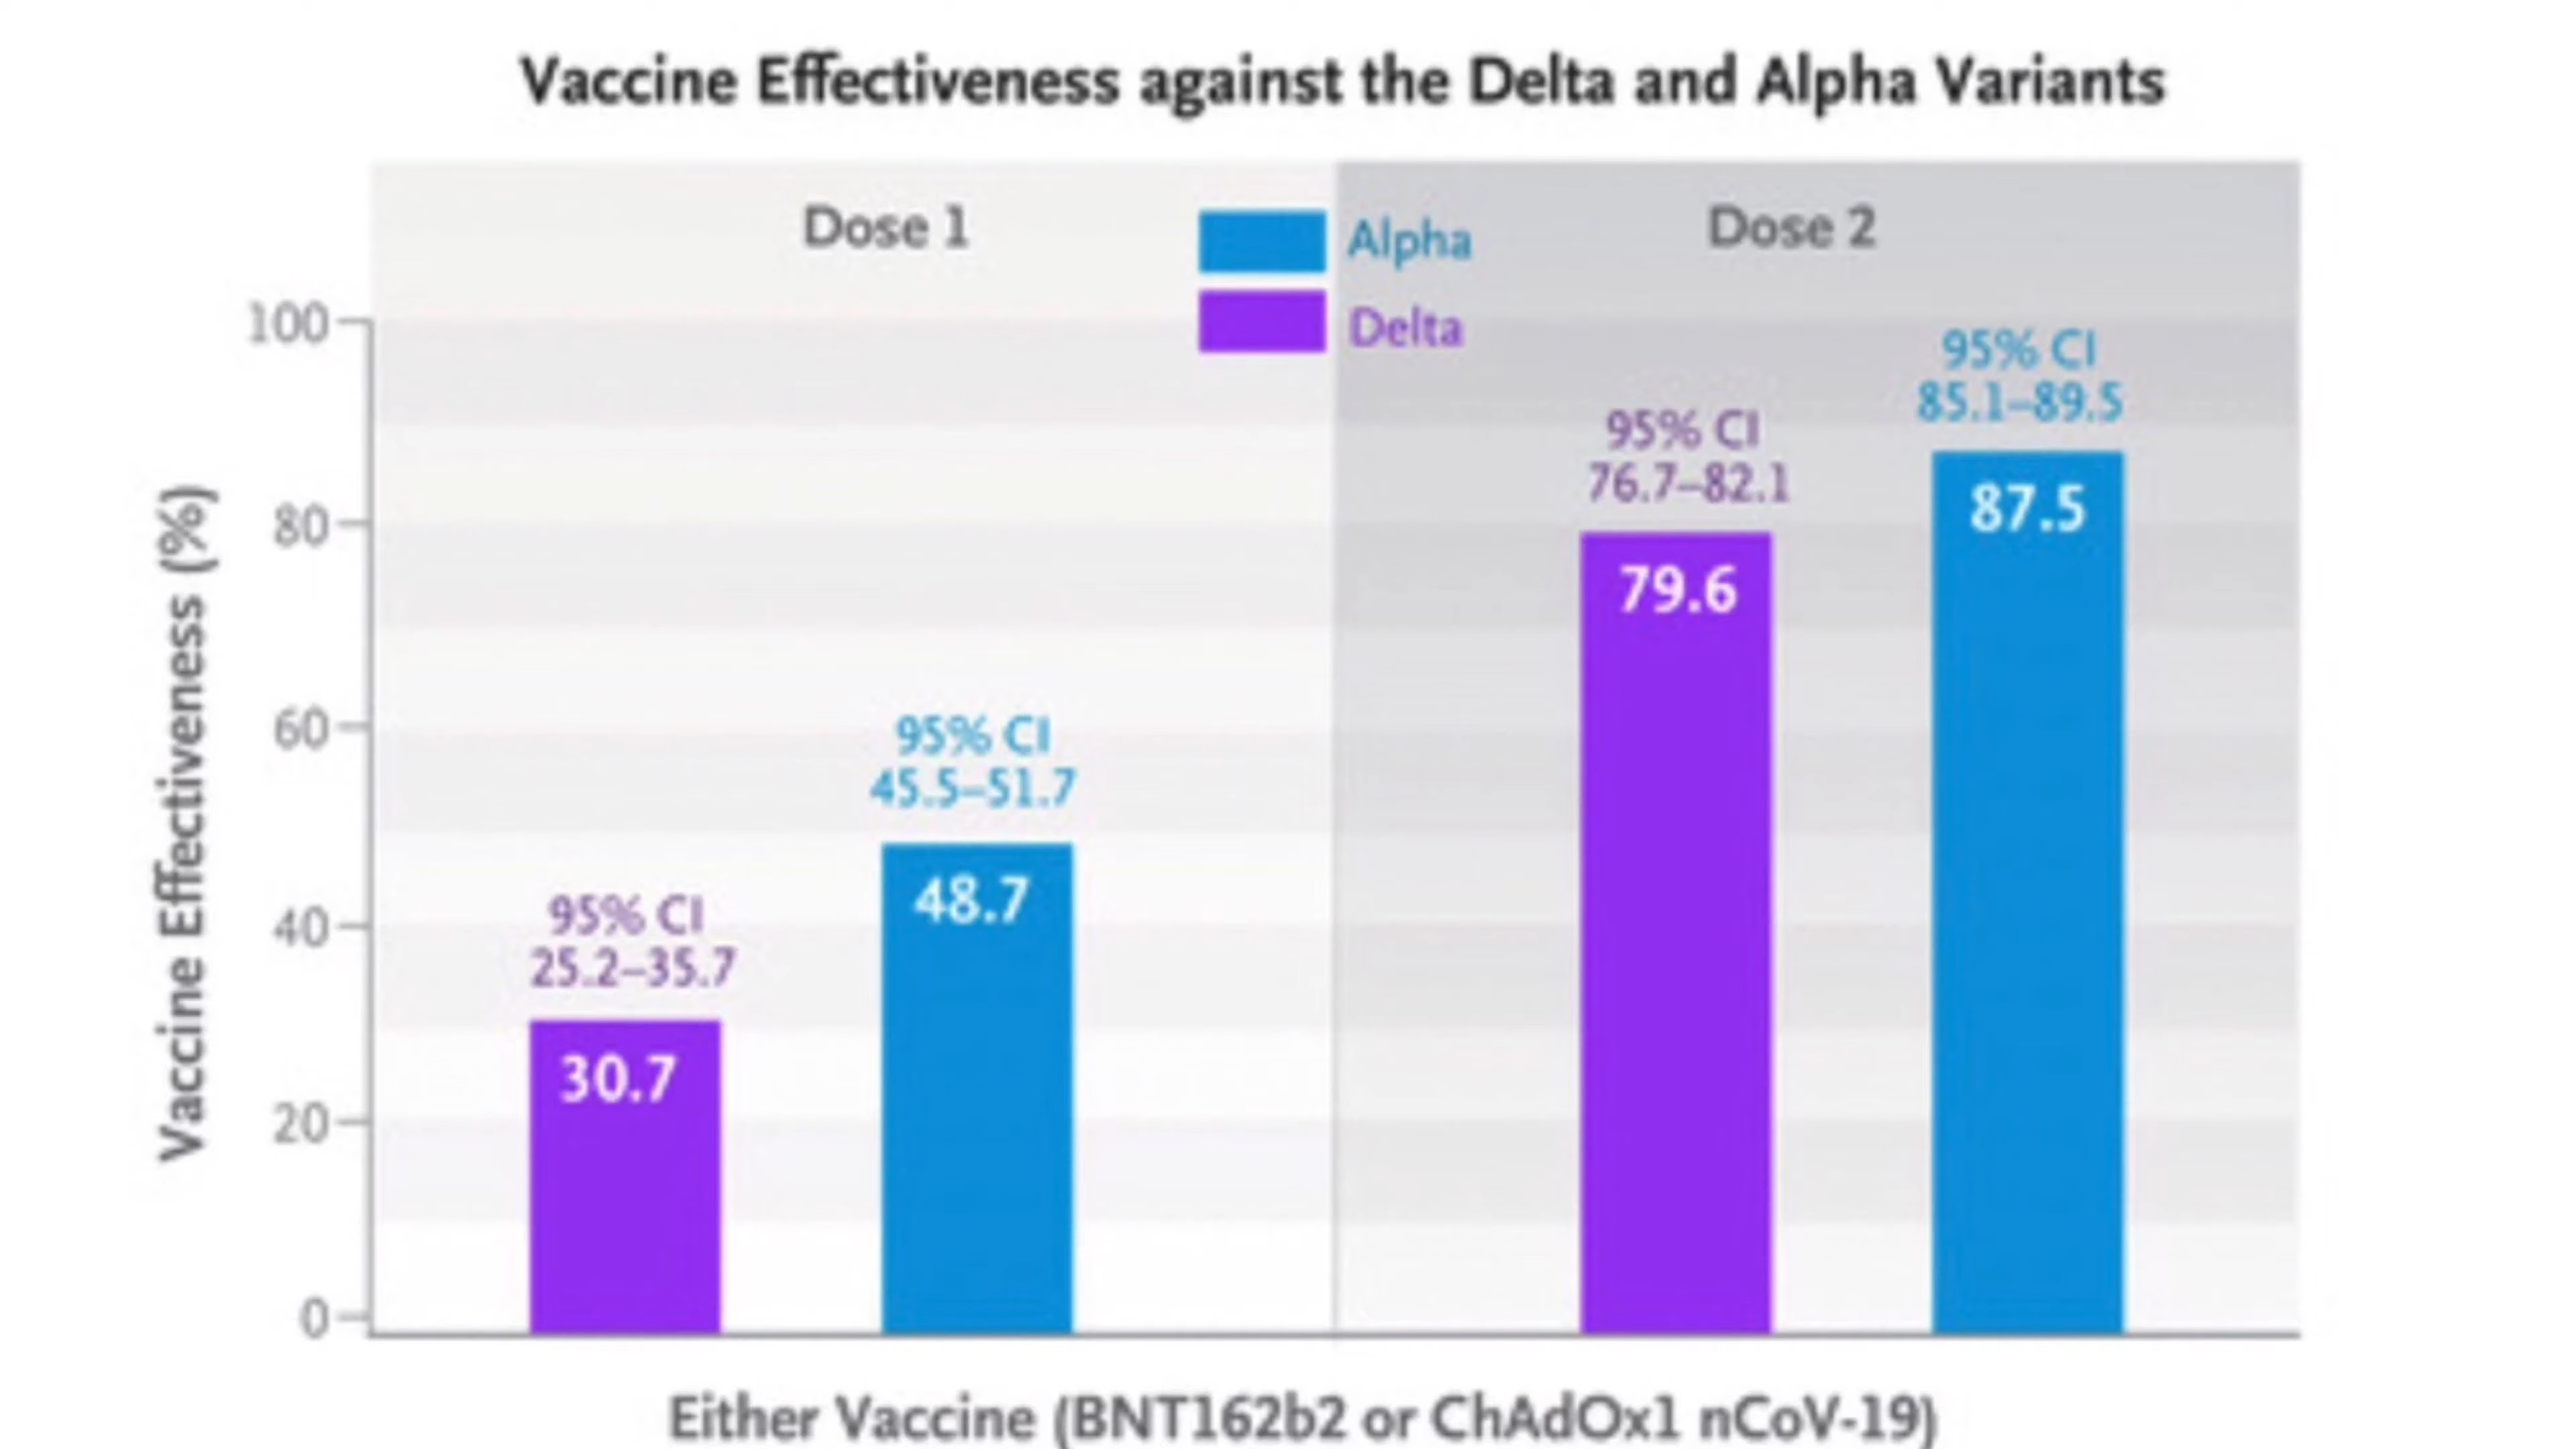 Vaccine Effectiveness against the Delta and Alpha Variants
Dose 1
Alpha
Delta
Dose 2
Vaccine Effectiveness (%)
100
80
60
40
20
0
95% CI
25.2–35.7
30.7
95% CI
45.5–51.7
48.7
95% CI
76.7–82.1
79.6
95% CI
85.1–89.5
87.5
Either Vaccine (BNT162b2 or ChAdOx1 nCoV-19)